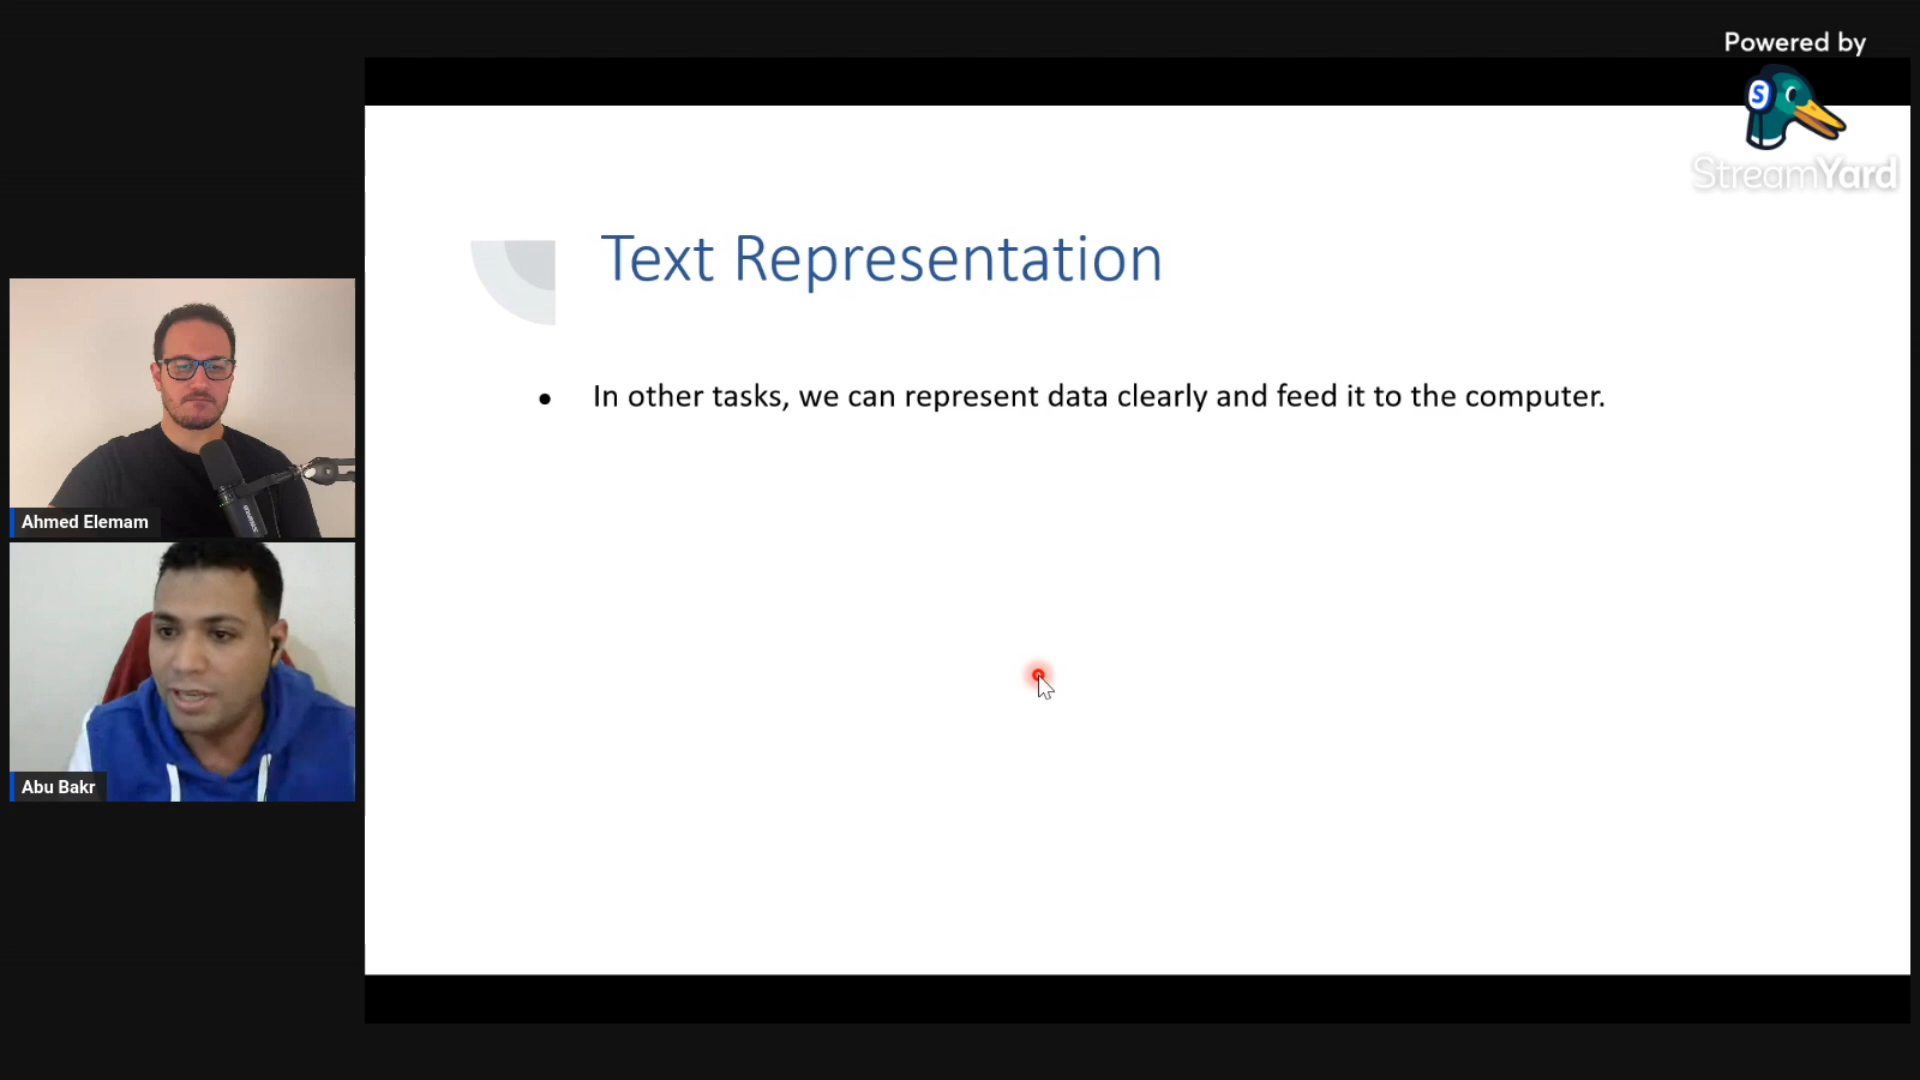 Powered by
StreamYard
Text Representation
● In other tasks, we can represent data clearly and feed it to the computer.
Ahmed Elemam
Abu Bakr